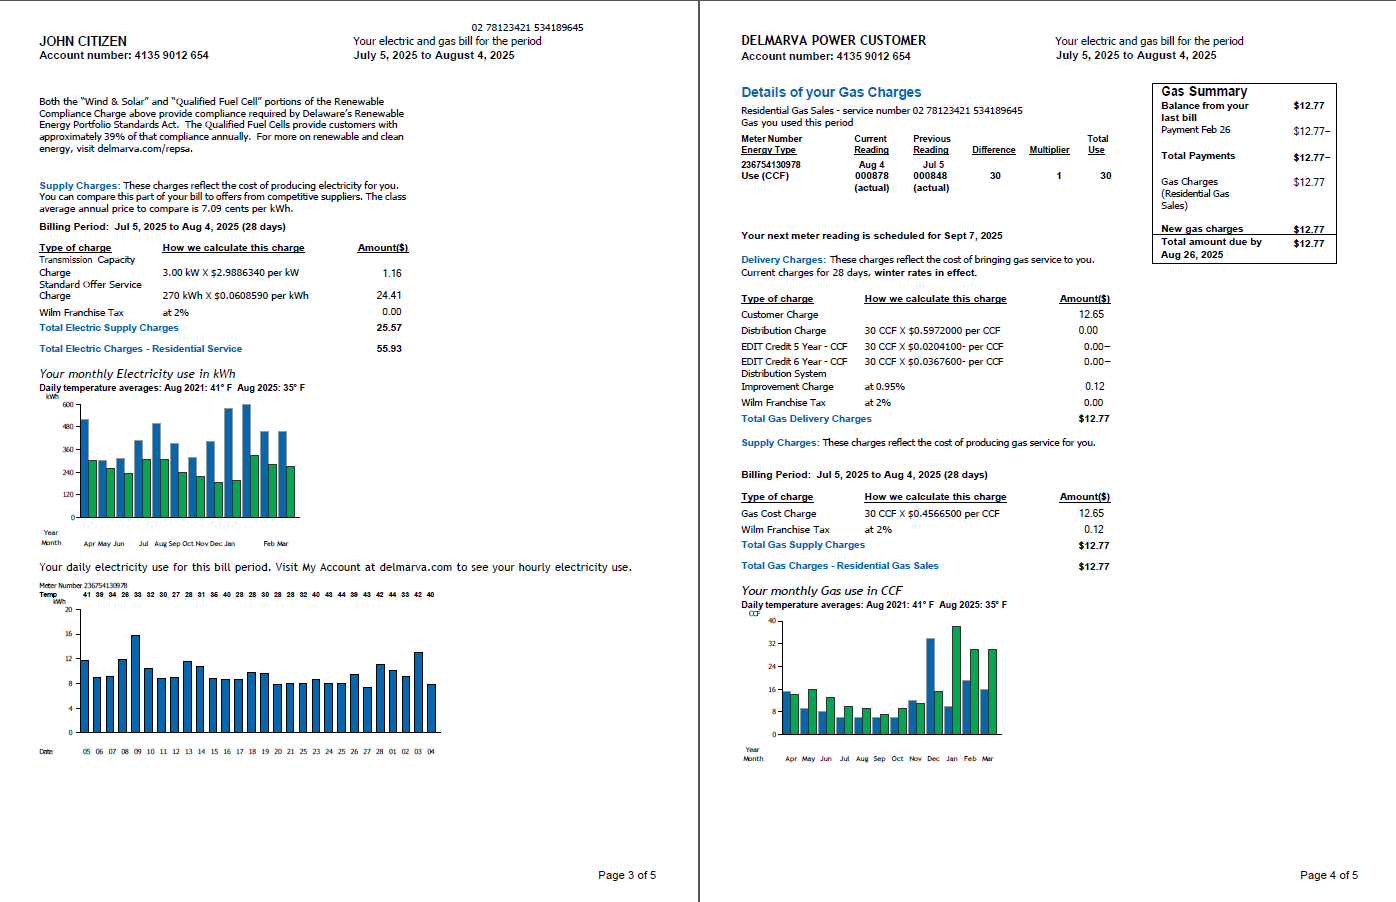 02 78123421 534189645
JOHN CITIZEN
Your electric and gas bill for the period
Account number: 4135 9012 654
July 5, 2025 to August 4, 2025
Both the "Wind & Solar" and "Qualified Fuel Cell" portions of the Renewable
Compliance Charge above provide compliance required by Delaware's Renewable
Energy Portfolio Standards Act. The Qualified Fuel Cells provide customers with
approximately 39% of that compliance annually. For more on renewable and clean
energy, visit delmarva.com/repsa.
Supply Charges: These charges reflect the cost of producing electricity for you.
You can compare this part of your bill to offers from competitive suppliers. The class
average annual price to compare is 7.09 cents per kWh.
Billing Period: Jul 5, 2025 to Aug 4, 2025 (28 days)
Type of charge How we calculate this charge Amount($)
Transmission Capacity
Charge 3.00 kW X $2.9886340 per kW 1.16
Standard Offer Service
Charge 270 kWh X $0.0608590 per kWh 24.41
Wilm Franchise Tax at 2% 0.00
Total Electric Supply Charges 25.57
Total Electric Charges - Residential Service 55.93
Your monthly Electricity use in kWh
Daily temperature averages: Aug 2021: 41° F Aug 2025: 35° F
kWh
600
480
360
240
120
0
Year
Month Apr May Jun Jul Aug Sep Oct Nov Dec Jan Feb Mar
Your daily electricity use for this bill period. Visit My Account at delmarva.com to see your hourly electricity use.
Meter Number 236754130978
Temp 41 39 34 26 33 32 30 27 28 31 35 40 28 28 30 28 28 32 40 43 44 39 43 42 44 33 42 40
kWh
20
16
12
8
4
0
Date 05 06 07 08 09 10 11 12 13 14 15 16 17 18 19 20 21 25 23 24 25 26 27 28 01 02 03 04
Page 3 of 5
DELMARVA POWER CUSTOMER
Your electric and gas bill for the period
Account number: 4135 9012 654
July 5, 2025 to August 4, 2025
Details of your Gas Charges
Residential Gas Sales - service number 02 78123421 534189645
Gas you used this period
Meter Number Current Previous Total
Energy Type Reading Reading Difference Multiplier Use
236754130978 Aug 4 Jul 5
Use (CCF) 000878 000848 30 1 30
(actual) (actual)
Your next meter reading is scheduled for Sept 7, 2025
Delivery Charges: These charges reflect the cost of bringing gas service to you.
Current charges for 28 days, winter rates in effect.
Type of charge How we calculate this charge Amount($)
Customer Charge 12.65
Distribution Charge 30 CCF X $0.5972000 per CCF 0.00
EDIT Credit 5 Year - CCF 30 CCF X $0.0204100- per CCF 0.00−
EDIT Credit 6 Year - CCF 30 CCF X $0.0367600- per CCF 0.00−
Distribution System
Improvement Charge at 0.95% 0.12
Wilm Franchise Tax at 2% 0.00
Total Gas Delivery Charges $12.77
Supply Charges: These charges reflect the cost of producing gas service for you.
Billing Period: Jul 5, 2025 to Aug 4, 2025 (28 days)
Type of charge How we calculate this charge Amount($)
Gas Cost Charge 30 CCF X $0.4566500 per CCF 12.65
Wilm Franchise Tax at 2% 0.12
Total Gas Supply Charges $12.77
Total Gas Charges - Residential Gas Sales $12.77
Your monthly Gas use in CCF
Daily temperature averages: Aug 2021: 41° F Aug 2025: 35° F
CCF
40
32
24
16
8
0
Year
Month Apr May Jun Jul Aug Sep Oct Nov Dec Jan Feb Mar
Gas Summary
Balance from your $12.77
last bill
Payment Feb 26 $12.77−
Total Payments $12.77−
Gas Charges $12.77
(Residential Gas
Sales)
New gas charges $12.77
Total amount due by $12.77
Aug 26, 2025
Page 4 of 5